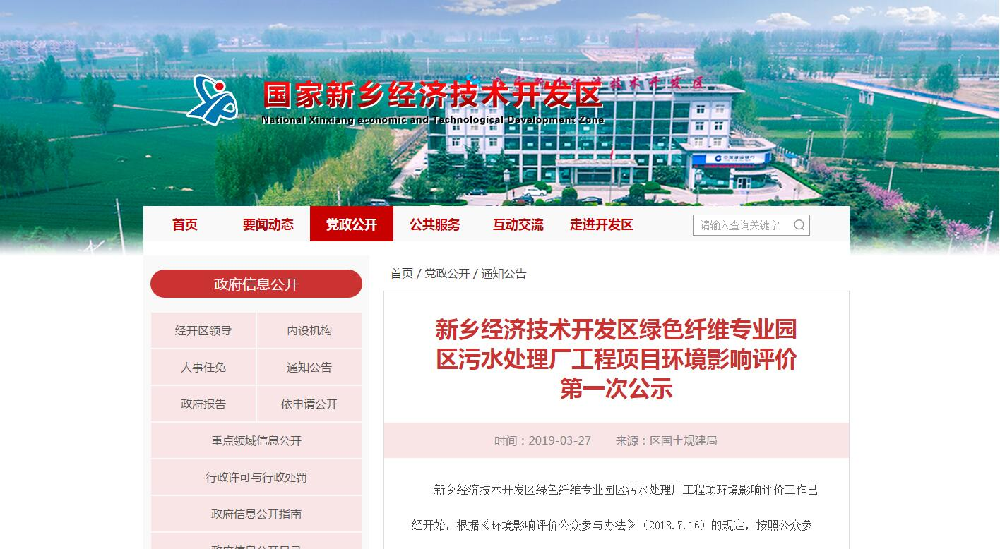 国家新乡经济技术开发区
National Xinxiang economic and Technological Development Zone
中国建设银行
首页 要闻动态 党政公开 公共服务 互动交流 走进开发区 请输入查询关键字
政府信息公开
经开区领导 内设机构
人事任免 通知公告
政府报告 依申请公开
重点领域信息公开
行政许可与行政处罚
政府信息公开指南
首页 / 党政公开 / 通知公告
新乡经济技术开发区绿色纤维专业园
区污水处理厂工程项目环境影响评价
第一次公示
时间：2019-03-27 来源：区国土规建局
新乡经济技术开发区绿色纤维专业园区污水处理厂工程项环境影响评价工作已
经开始，根据《环境影响评价公众参与办法》（2018.7.16）的规定，按照公众参